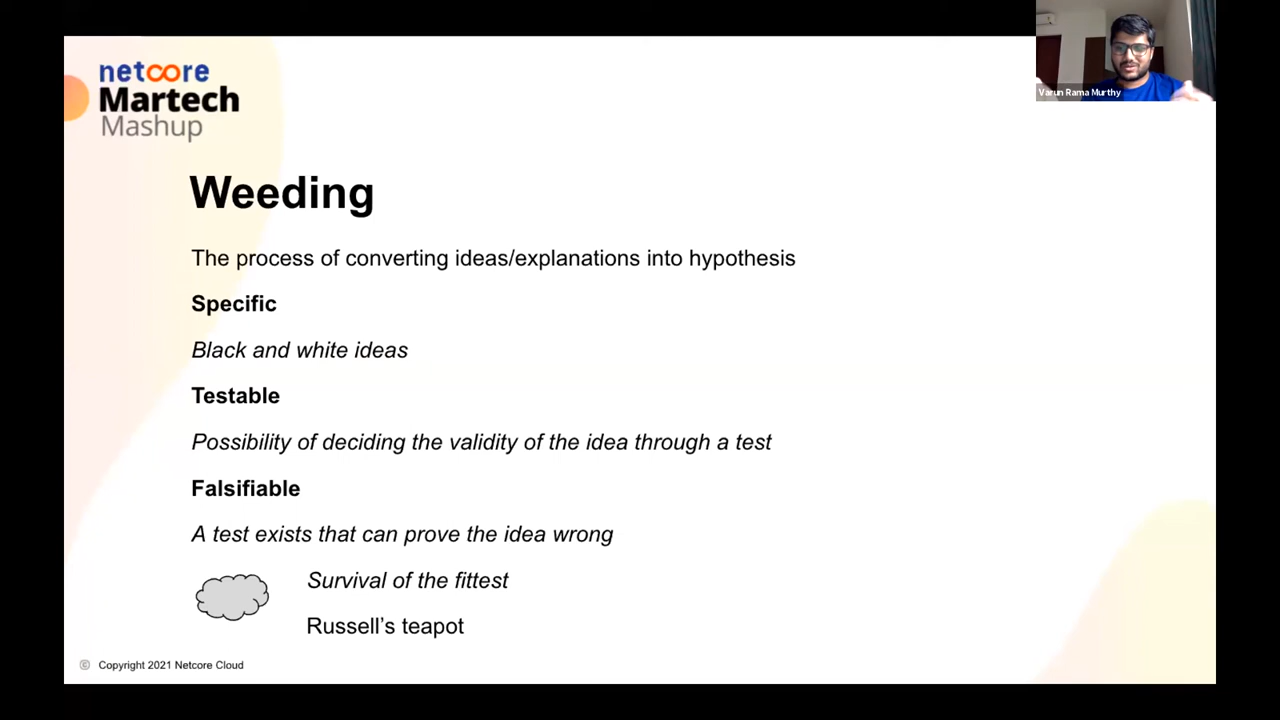 netcore
Martech
Mashup
Varun Rama Murthy
Weeding
The process of converting ideas/explanations into hypothesis
Specific
Black and white ideas
Testable
Possibility of deciding the validity of the idea through a test
Falsifiable
A test exists that can prove the idea wrong
Survival of the fittest
Russell’s teapot
© Copyright 2021 Netcore Cloud